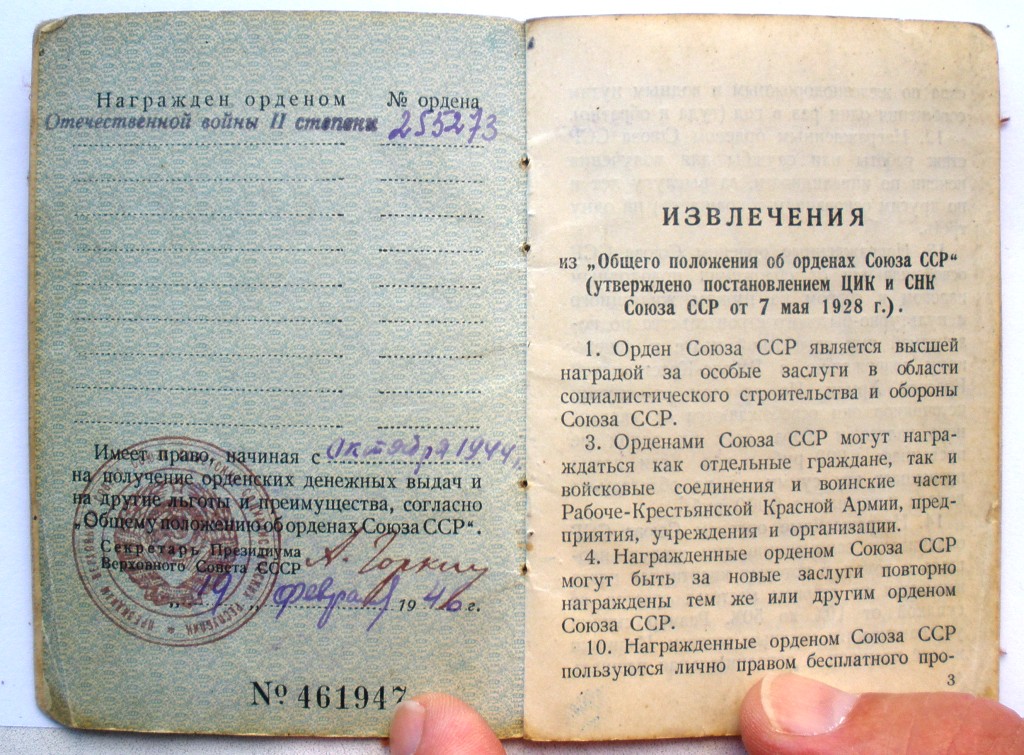 Награжден орденом № ордена
Отечественной войны II степени 255273
Имеет право, начиная с октября 1944 г.
на получение орденских денежных выдач и
на другие льготы и преимущества, согласно
„Общему положению об орденах Союза ССР“.
Секретарь Президиума
Верховного Совета СССР А. Горкин
„19„ февраля 1946 г.
№ 461947
ИЗВЛЕЧЕНИЯ
из „Общего положения об орденах Союза ССР“
(утверждено постановлением ЦИК и СНК
Союза ССР от 7 мая 1928 г.).
1. Орден Союза ССР является высшей
наградой за особые заслуги в области
социалистического строительства и обороны
Союза ССР.
3. Орденами Союза ССР могут награ-
ждаться как отдельные граждане, так и
войсковые соединения и воинские части
Рабоче-Крестьянской Красной Армии, пред-
приятия, учреждения и организации.
4. Награжденные орденом Союза ССР
могут быть за новые заслуги повторно
награждены тем же или другим орденом
Союза ССР.
10. Награжденные орденом Союза ССР
пользуются лично правом бесплатного про-
3